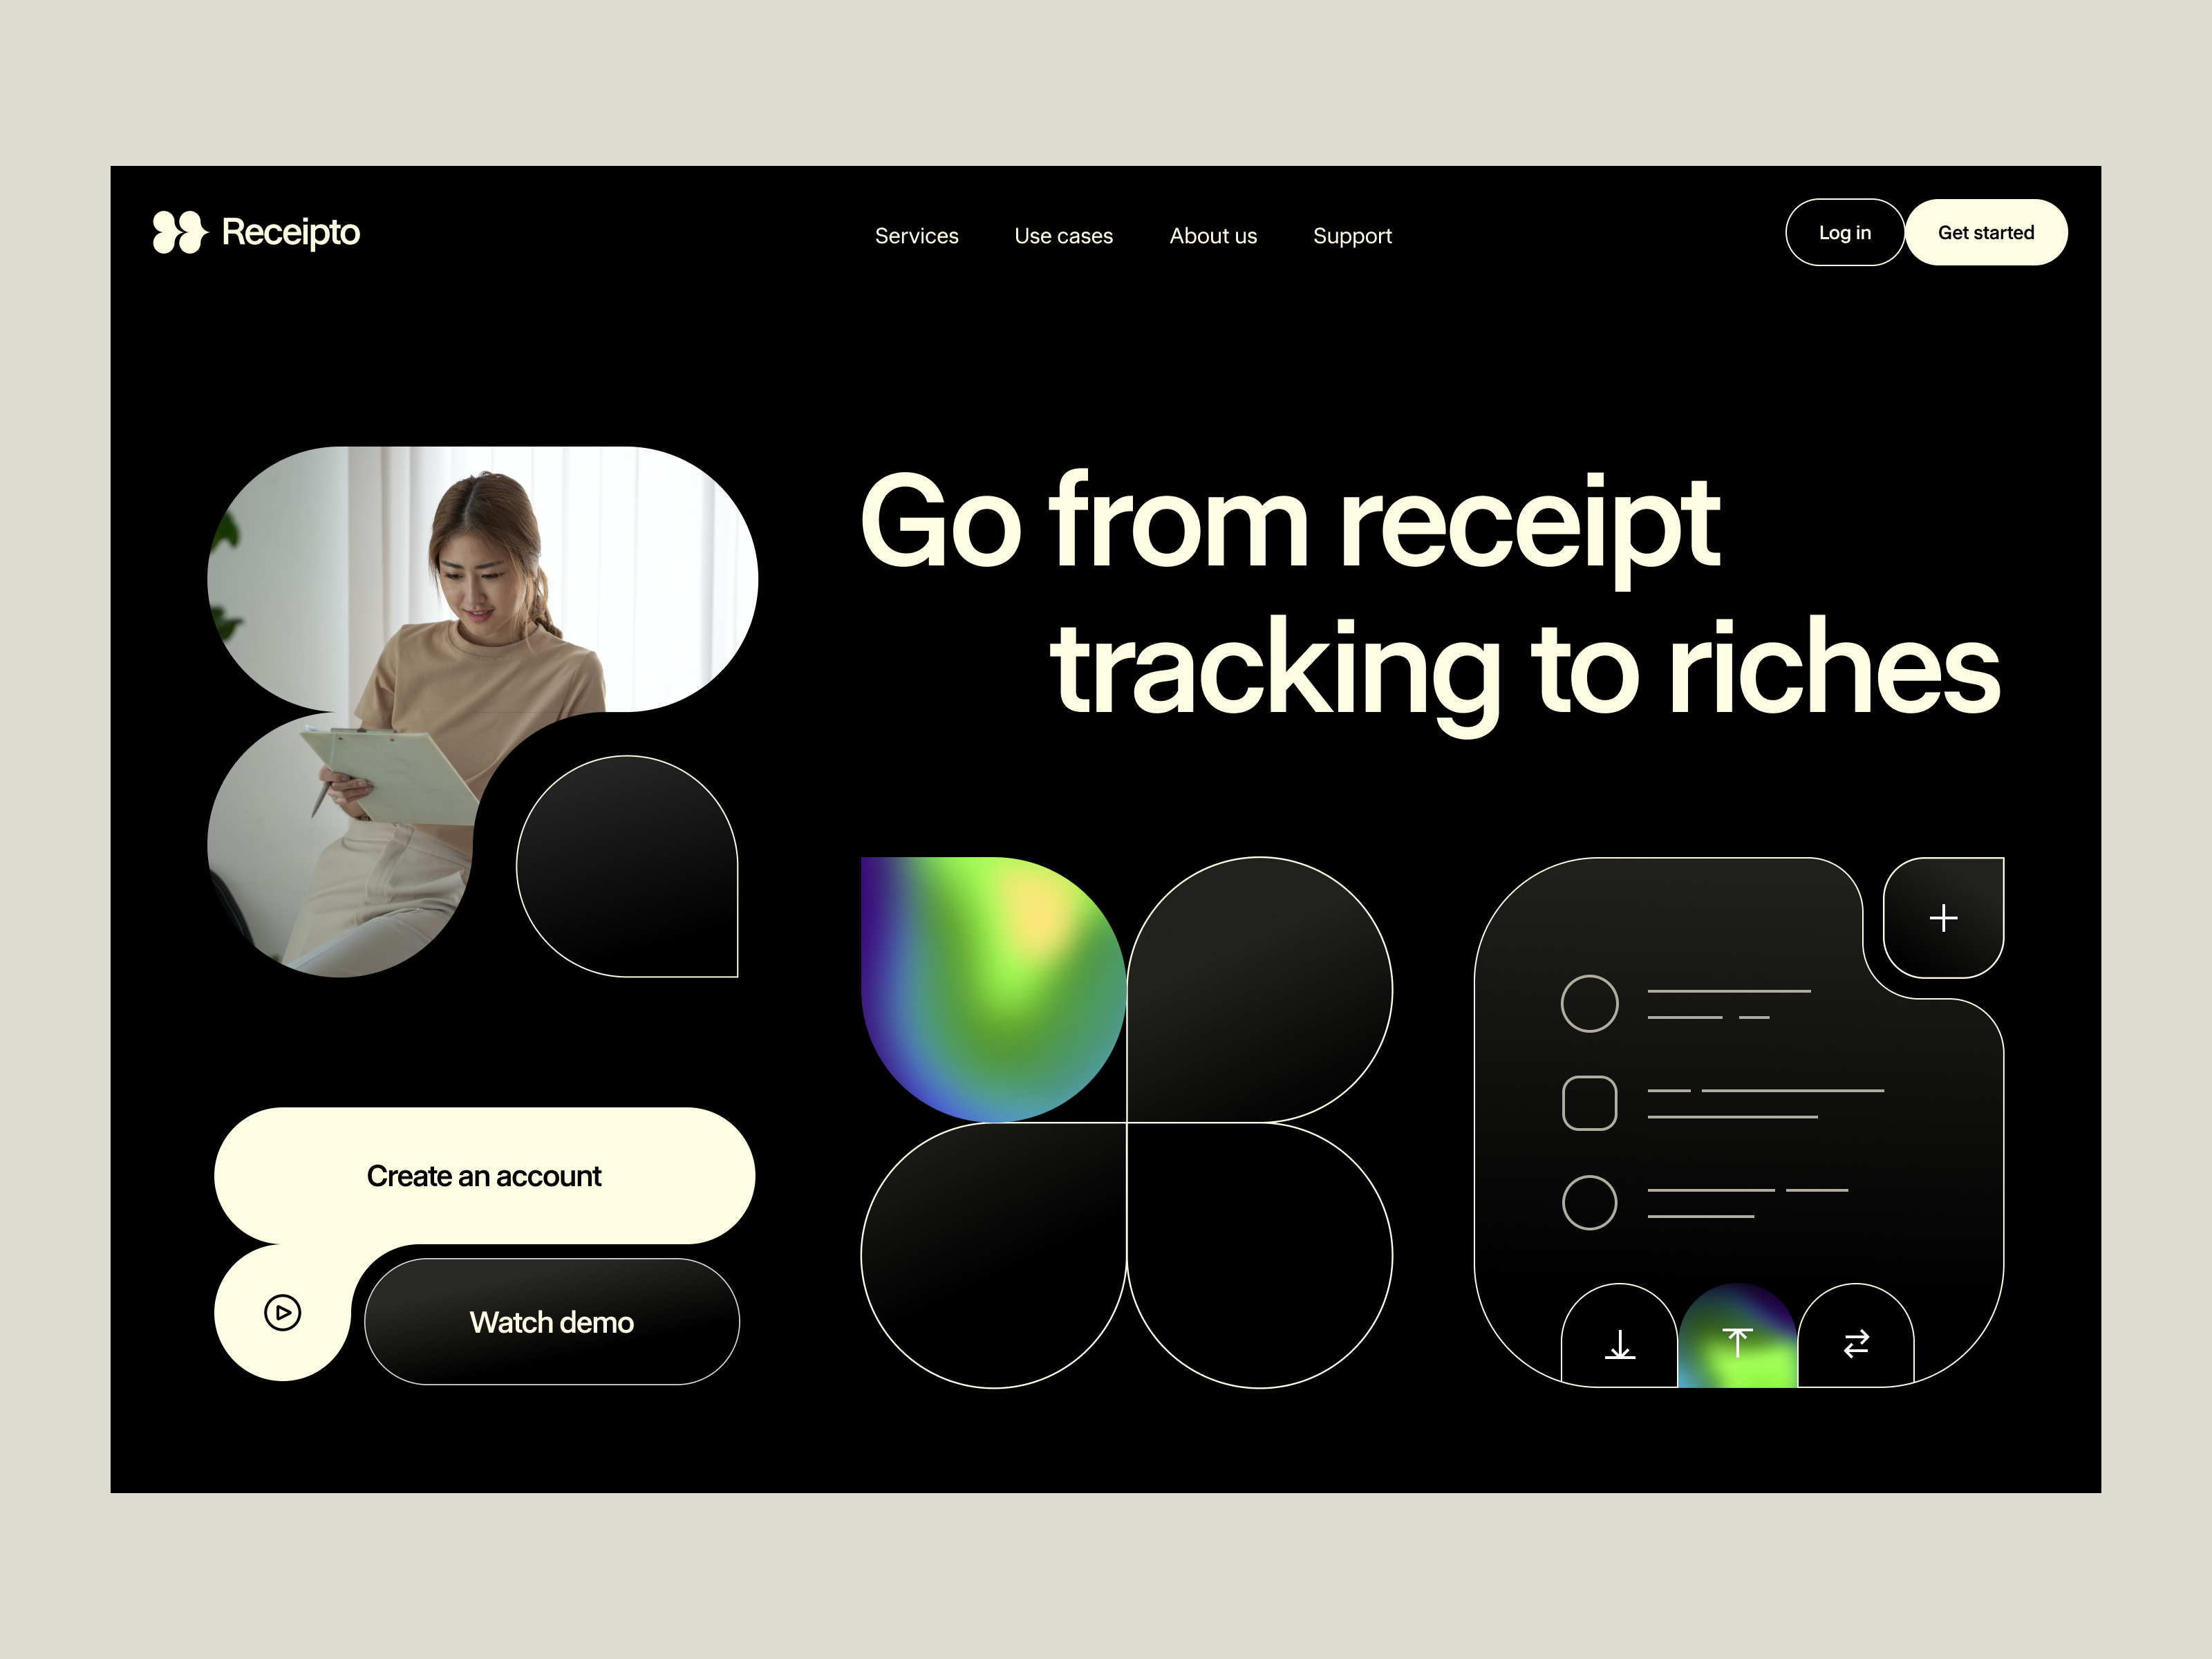 Receipto
Services
Use cases
About us
Support
Log in
Get started
Go from receipt
tracking to riches
Create an account
Watch demo